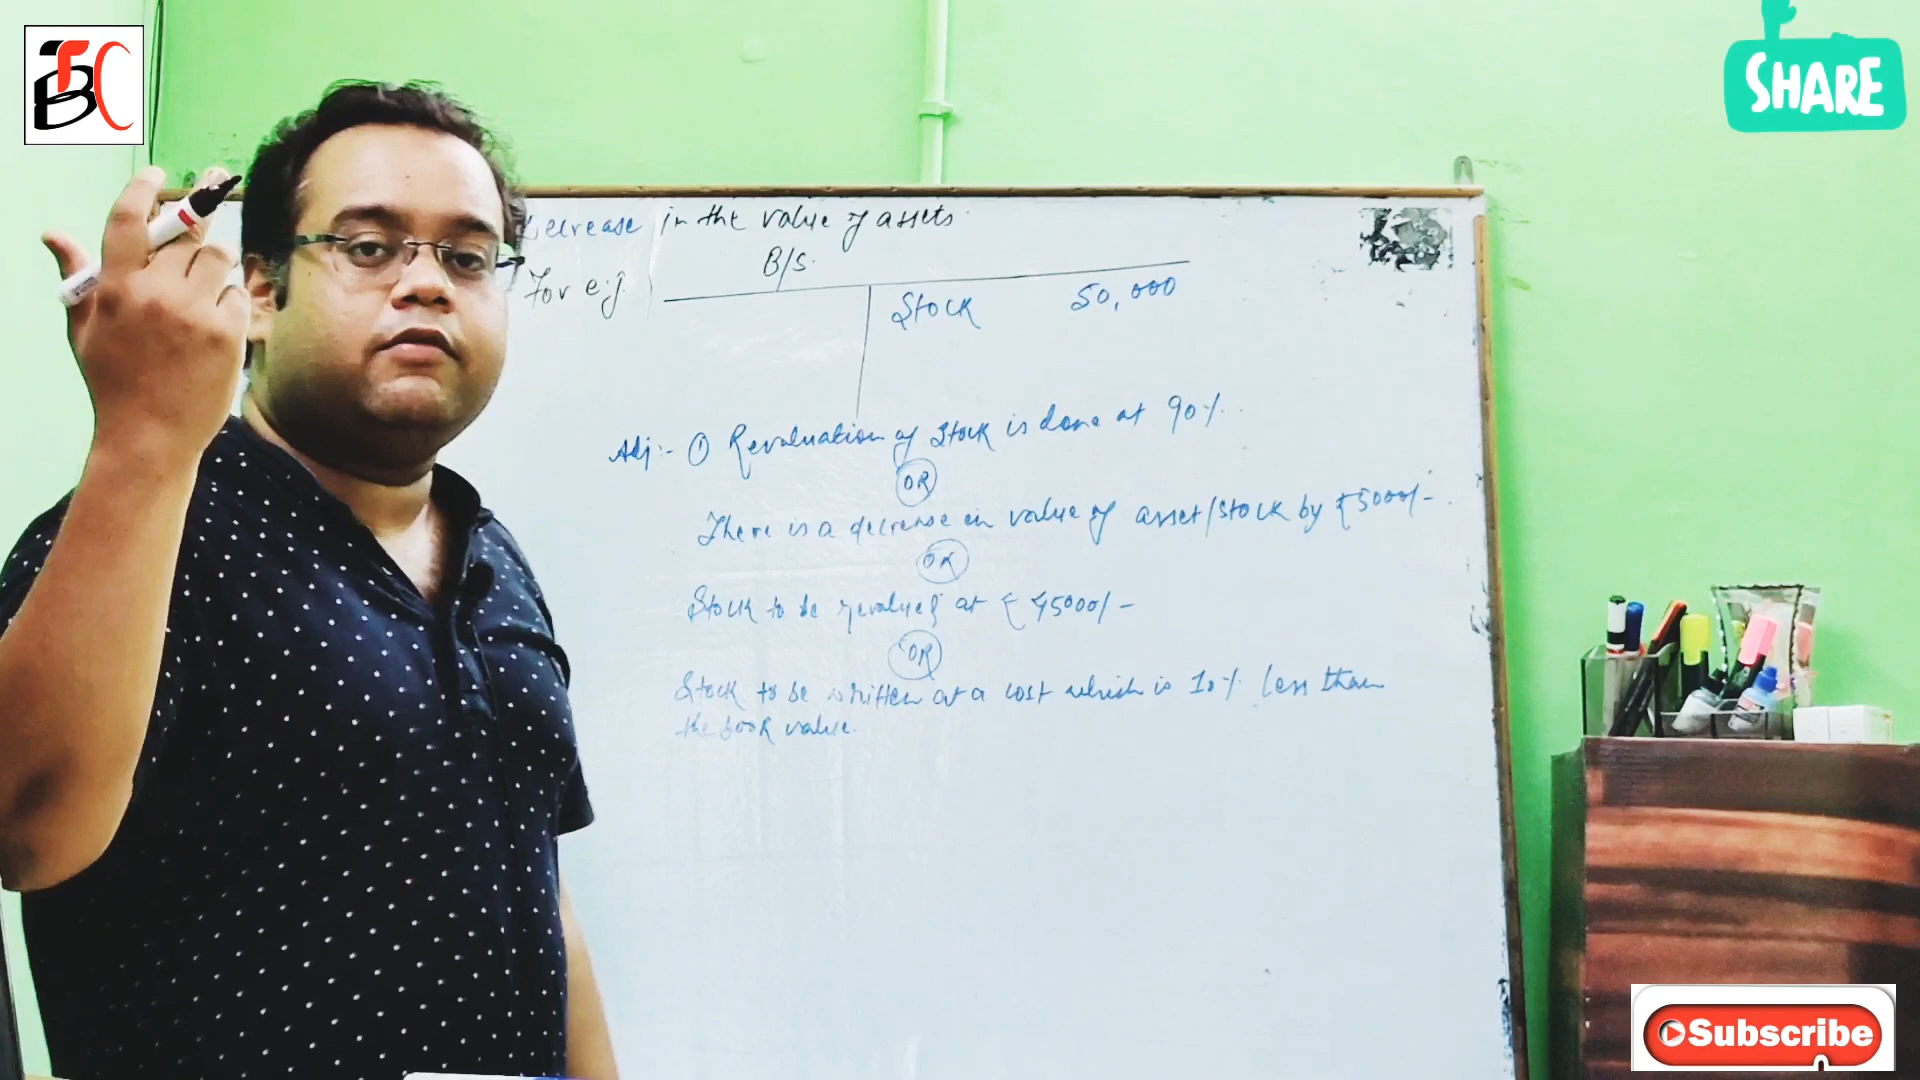 TBC
SHARE
Decrease in the value of assets
B/S.
For e.g.
Stock 50,000
Adj:- ① Revaluation of Stock is done at 90%.
OR
There is a decrease in value of asset/stock by ₹5000/-.
OR
Stock to be revalued at ₹ 45000/-
OR
Stock to be written at a cost which is 10% less than
the book value.
Subscribe